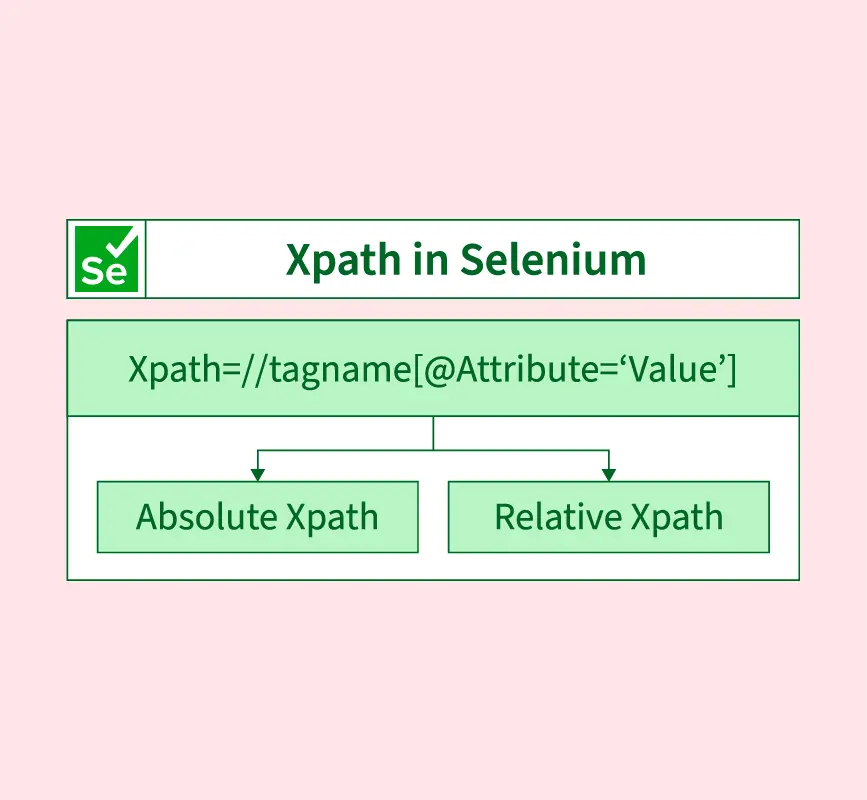 Se
Xpath in Selenium
Xpath=//tagname[@Attribute=‘Value’]
Absolute Xpath
Relative Xpath